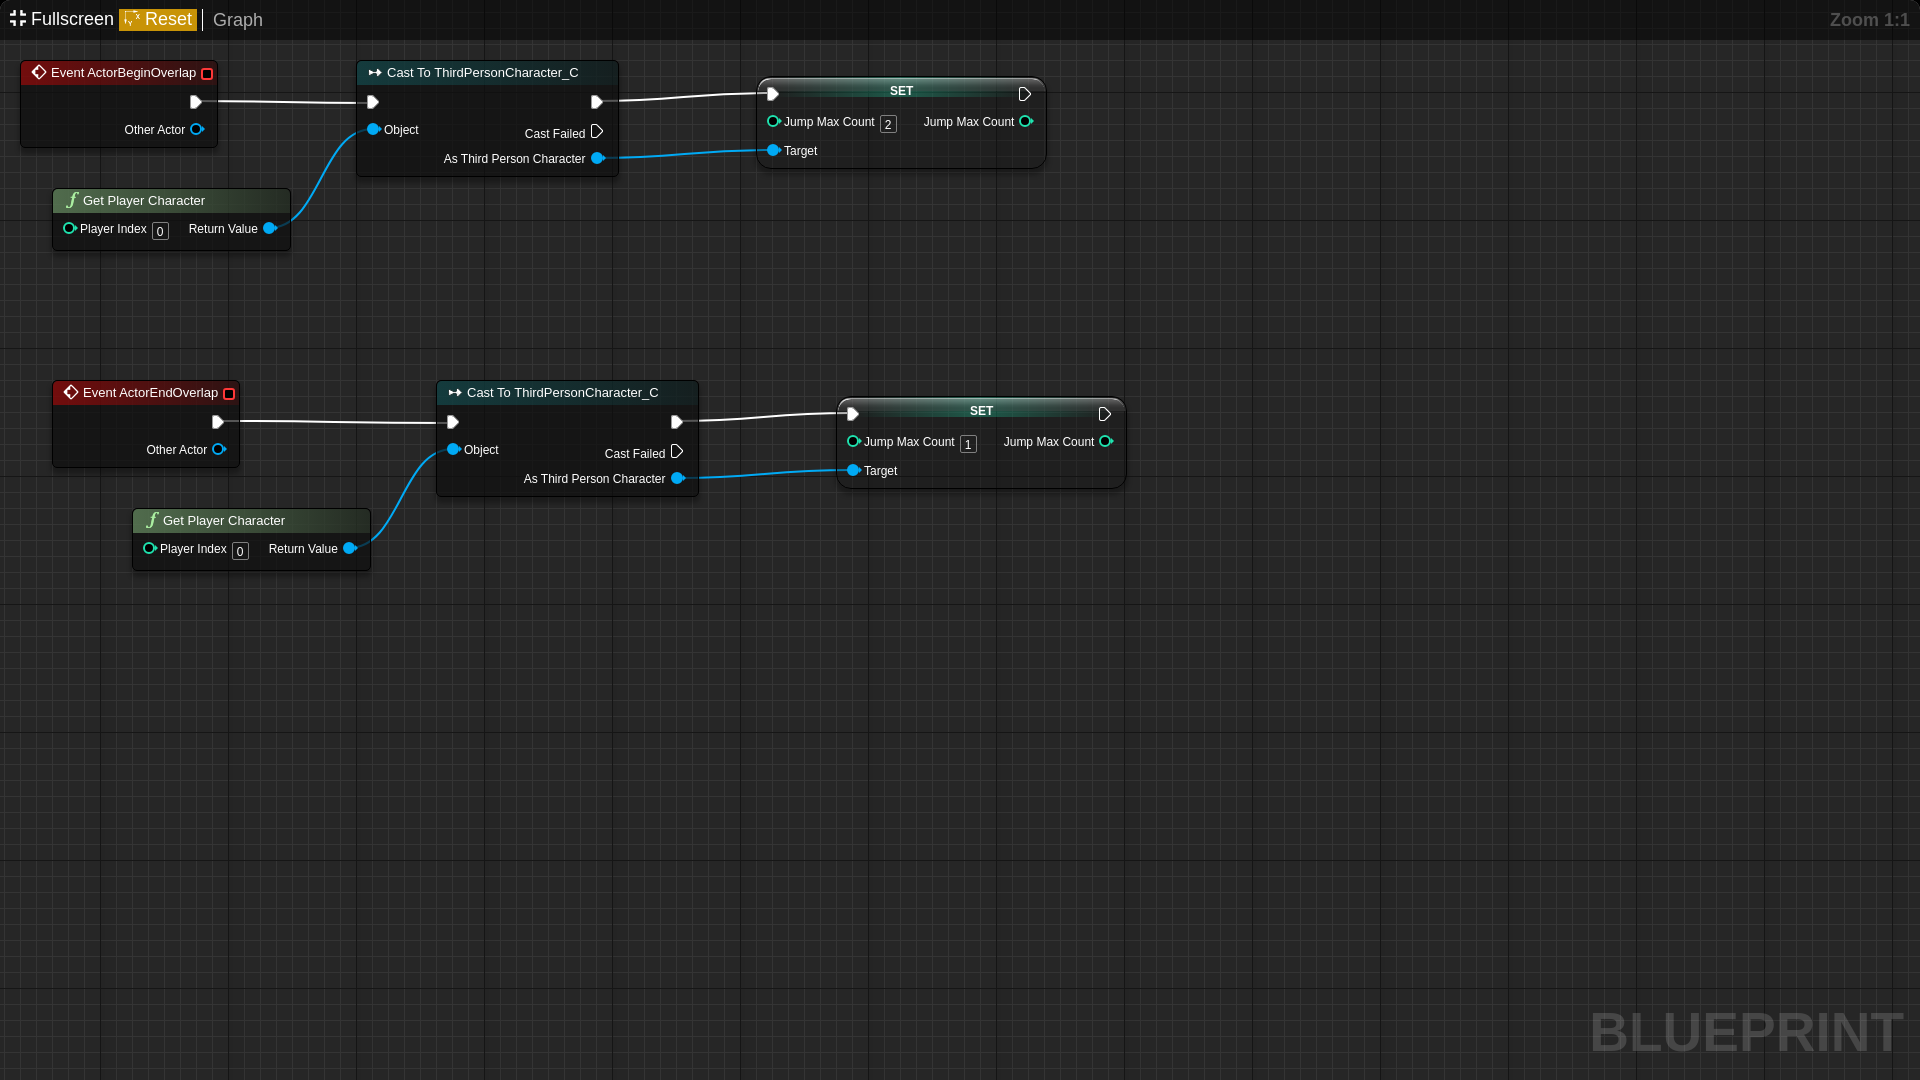 Fullscreen Reset Graph Zoom 1:1
Event ActorBeginOverlap
Other Actor
Cast To ThirdPersonCharacter_C
Object
Cast Failed
As Third Person Character
SET
Jump Max Count 2 Jump Max Count
Target
Get Player Character
Player Index 0 Return Value
Event ActorEndOverlap
Other Actor
Cast To ThirdPersonCharacter_C
Object
Cast Failed
As Third Person Character
SET
Jump Max Count 1 Jump Max Count
Target
Get Player Character
Player Index 0 Return Value
BLUEPRINT